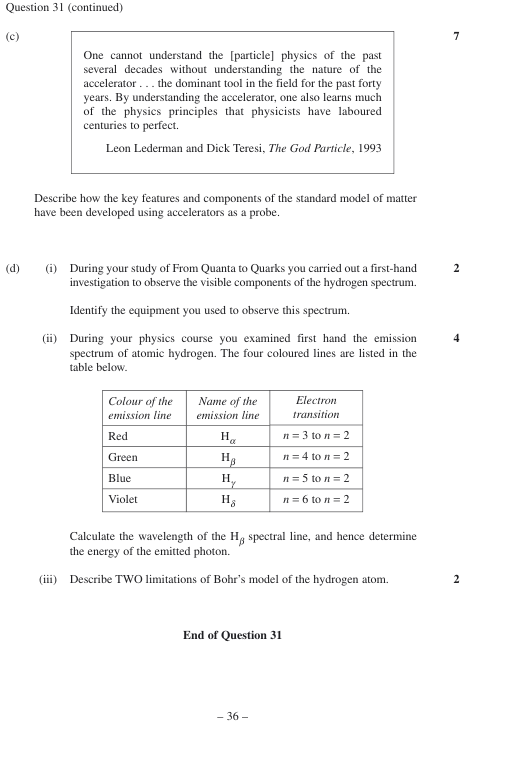 Question 31 (continued)
(c) 7
One cannot understand the [particle] physics of the past
several decades without understanding the nature of the
accelerator . . . the dominant tool in the field for the past forty
years. By understanding the accelerator, one also learns much
of the physics principles that physicists have laboured
centuries to perfect.
Leon Lederman and Dick Teresi, The God Particle, 1993
Describe how the key features and components of the standard model of matter
have been developed using accelerators as a probe.
(d) (i) During your study of From Quanta to Quarks you carried out a first-hand 2
investigation to observe the visible components of the hydrogen spectrum.
Identify the equipment you used to observe this spectrum.
(ii) During your physics course you examined first hand the emission 4
spectrum of atomic hydrogen. The four coloured lines are listed in the
table below.
Colour of the Name of the Electron
emission line emission line transition
Red Hα n = 3 to n = 2
Green Hβ n = 4 to n = 2
Blue Hγ n = 5 to n = 2
Violet Hδ n = 6 to n = 2
Calculate the wavelength of the Hβ spectral line, and hence determine
the energy of the emitted photon.
(iii) Describe TWO limitations of Bohr's model of the hydrogen atom. 2
End of Question 31
– 36 –